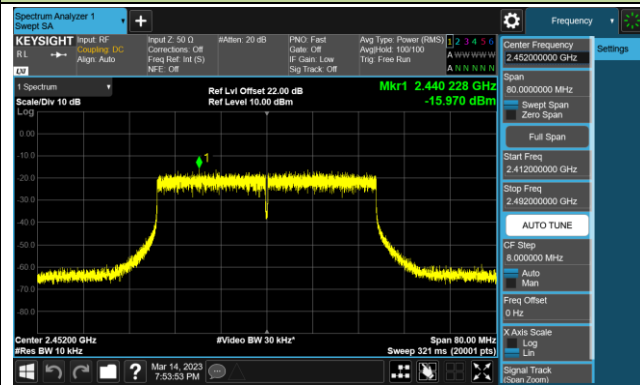 Spectrum Analyzer 1
Swept SA
Frequency
KEYSIGHT
Input: RF
Coupling: DC
Align: Auto
RL
LXI
Input Z: 50 Ω
Corrections: Off
Freq Ref: Int (S)
NFE: Off
#Atten: 20 dB
PNO: Fast
Gate: Off
IF Gain: Low
Sig Track: Off
Avg Type: Power (RMS)
Avg|Hold: 100/100
Trig: Free Run
1 2 3 4 5 6
A W W W W W
A N N N N N
1 Spectrum
Scale/Div 10 dB
Log
Ref Lvl Offset 22.00 dB
Ref Level 10.00 dBm
Mkr1 2.440 228 GHz
-15.970 dBm
1
0.00
-10.0
-20.0
-30.0
-40.0
-50.0
-60.0
-70.0
-80.0
Center 2.45200 GHz
#Res BW 10 kHz
#Video BW 30 kHz*
Span 80.00 MHz
Sweep 321 ms (20001 pts)
Mar 14, 2023
7:53:53 PM
Center Frequency
2.452000000 GHz
Settings
Span
80.0000000 MHz
Swept Span
Zero Span
Full Span
Start Freq
2.412000000 GHz
Stop Freq
2.492000000 GHz
AUTO TUNE
CF Step
8.000000 MHz
Auto
Man
Freq Offset
0 Hz
X Axis Scale
Log
Lin
Signal Track
(Span Zoom)